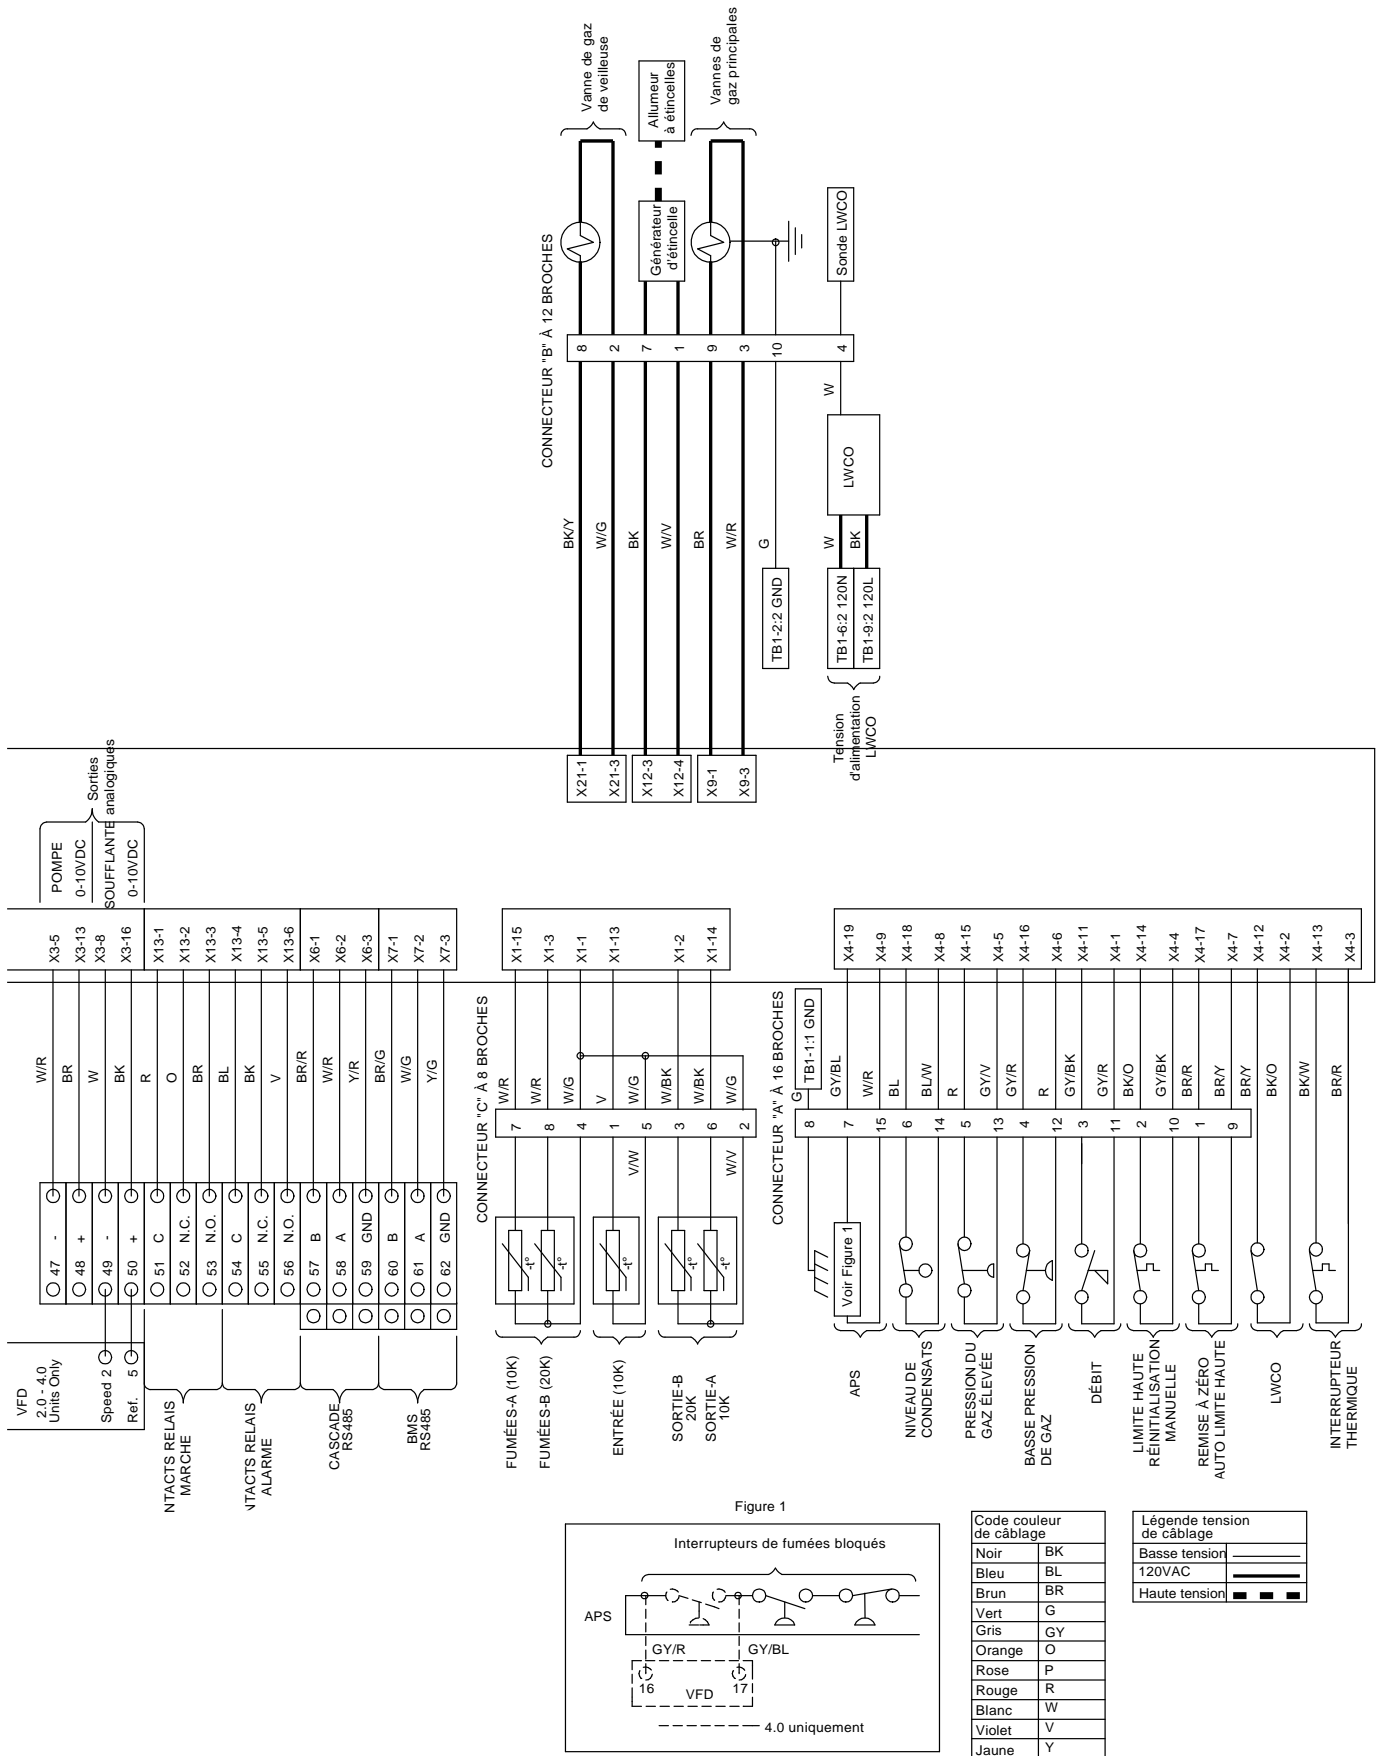 Vanne de gaz
de veilleuse
Allumeur
à étincelles
Vannes de
gaz principales
Générateur
d'étincelle
Sonde LWCO
CONNECTEUR "B" À 12 BROCHES
8
2
7
1
9
3
10
4
W
LWCO
BK/Y
W/G
BK
W/V
BR
W/R
G
W
BK
TB1-2:2 GND
TB1-6:2 120N
TB1-9:2 120L
Tension
d'alimentation
LWCO
X21-1
X21-3
X12-3
X12-4
X9-1
X9-3
Sorties
analogiques
POMPE
0-10VDC
SOUFFLANTE
0-10VDC
X3-5
X3-13
X3-8
X3-16
X13-1
X13-2
X13-3
X13-4
X13-5
X13-6
X6-1
X6-2
X6-3
X7-1
X7-2
X7-3
W/R
BR
W
BK
R
O
BR
BL
BK
V
BR/R
W/R
Y/R
BR/G
W/G
Y/G
47 -
48 +
49 -
50 +
51 C
52 N.C.
53 N.O.
54 C
55 N.C.
56 N.O.
57 B
58 A
59 GND
60 B
61 A
62 GND
VFD
2.0 - 4.0
Units Only
Speed 2
Ref. 5
NTACTS RELAIS
MARCHE
NTACTS RELAIS
ALARME
CASCADE
RS485
BMS
RS485
X1-15
X1-3
X1-1
X1-13
X1-2
X1-14
CONNECTEUR "C" À 8 BROCHES
W/R
W/R
W/G
V
W/G
W/BK
W/BK
W/G
7
8
4
1
5
3
6
2
V/W
W/V
-t°
-t°
-t°
-t°
-t°
FUMÉES-A (10K)
FUMÉES-B (20K)
ENTRÉE (10K)
SORTIE-B
20K
SORTIE-A
10K
X4-19
X4-9
X4-18
X4-8
X4-15
X4-5
X4-16
X4-6
X4-11
X4-1
X4-14
X4-4
X4-17
X4-7
X4-12
X4-2
X4-13
X4-3
CONNECTEUR "A" À 16 BROCHES
TB1-1:1 GND
G
GY/BL
W/R
BL
BL/W
R
GY/V
GY/R
R
GY/BK
GY/R
BK/O
GY/BK
BR/R
BR/Y
BR/Y
BK/O
BK/W
BR/R
8
7
15
6
14
5
13
4
12
3
11
2
10
1
9
Voir Figure 1
APS
NIVEAU DE
CONDENSATS
PRESSION DU
GAZ ÉLEVÉE
BASSE PRESSION
DE GAZ
DÉBIT
LIMITE HAUTE
RÉINITIALISATION
MANUELLE
REMISE À ZÉRO
AUTO LIMITE HAUTE
LWCO
INTERRUPTEUR
THERMIQUE
Figure 1
Interrupteurs de fumées bloqués
APS
GY/R
GY/BL
16
VFD
17
4.0 uniquement
Code couleur
de câblage
Noir BK
Bleu BL
Brun BR
Vert G
Gris GY
Orange O
Rose P
Rouge R
Blanc W
Violet V
Jaune Y
Légende tension
de câblage
Basse tension
120VAC
Haute tension